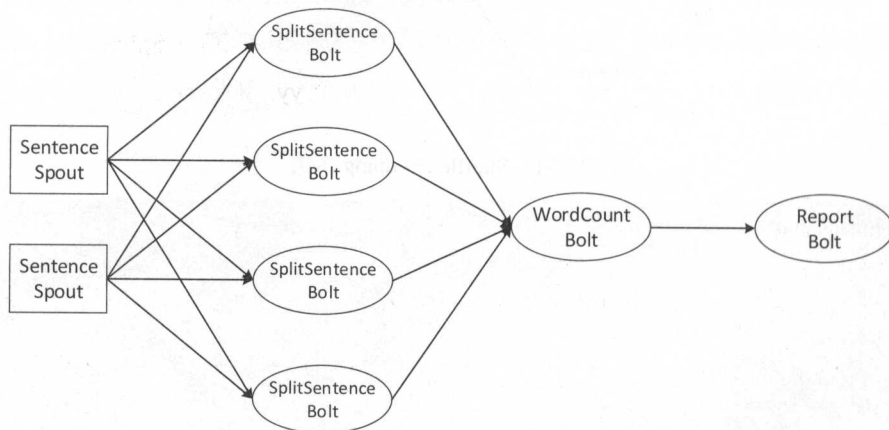 SplitSentence
Bolt
Sentence
Spout
SplitSentence
Bolt
WordCount
Bolt
Report
Bolt
Sentence
Spout
SplitSentence
Bolt
SplitSentence
Bolt